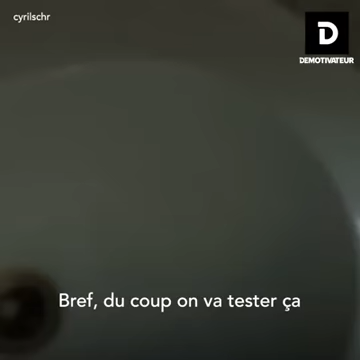 cyrilschr
D
DEMOTIVATEUR
Bref, du coup on va tester ça